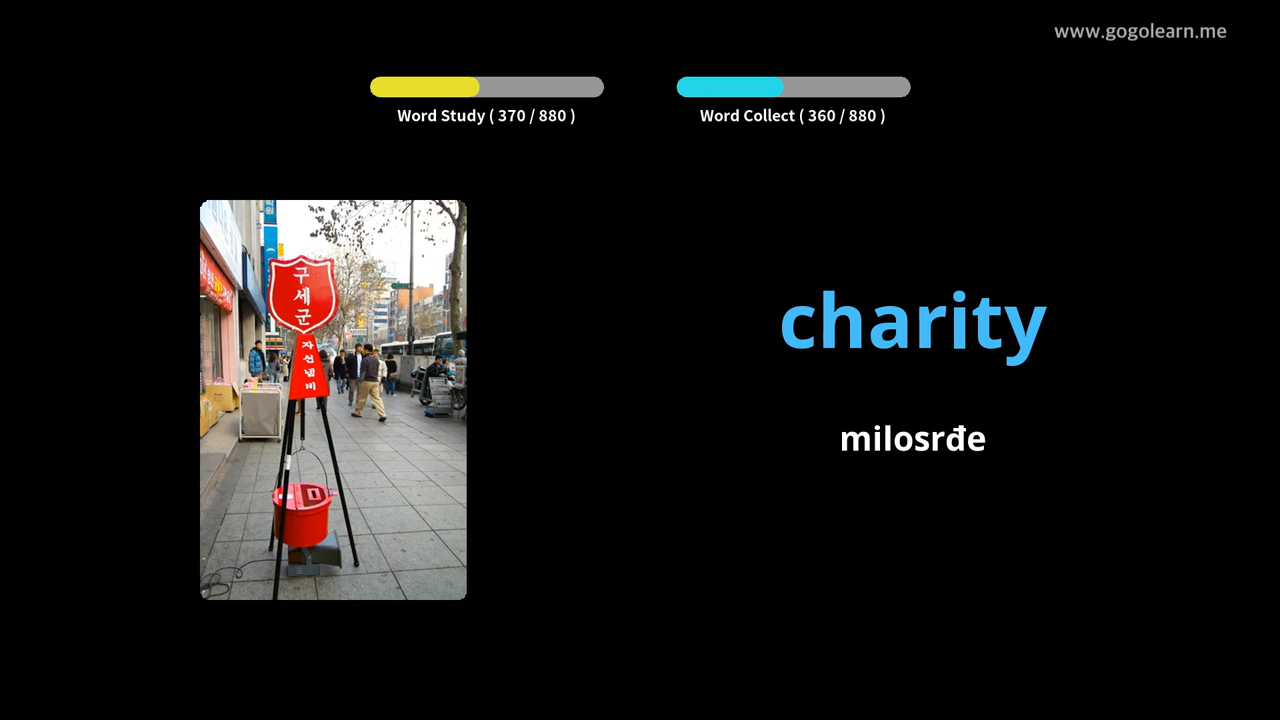 www.gogolearn.me
Word Study ( 370 / 880 )
Word Collect ( 360 / 880 )
구
세
군
자
선
냄
비
charity
milosrđe